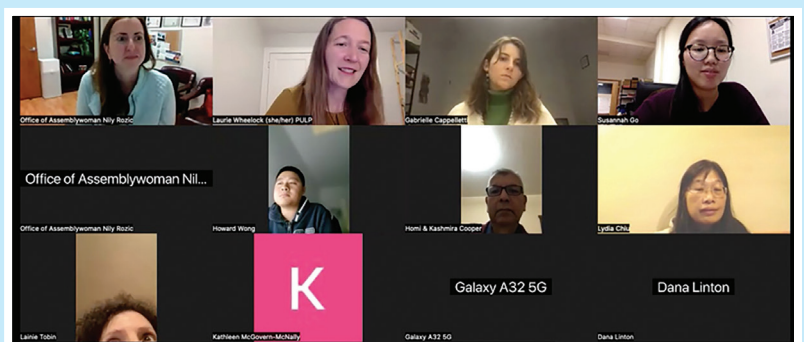 Office of Assemblywoman Nily Rozic
Laurie Wheelock (she/her) PULP
Gabrielle Cappelletti
Susannah Go
Office of Assemblywoman Nil...
Office of Assemblywoman Nily Rozic
Howard Wong
Homi & Kashmira Cooper
Lydia Chiu
Lainie Tobin
K
Kathleen McGovern-McNally
Galaxy A32 5G
Galaxy A32 5G
Dana Linton
Dana Linton